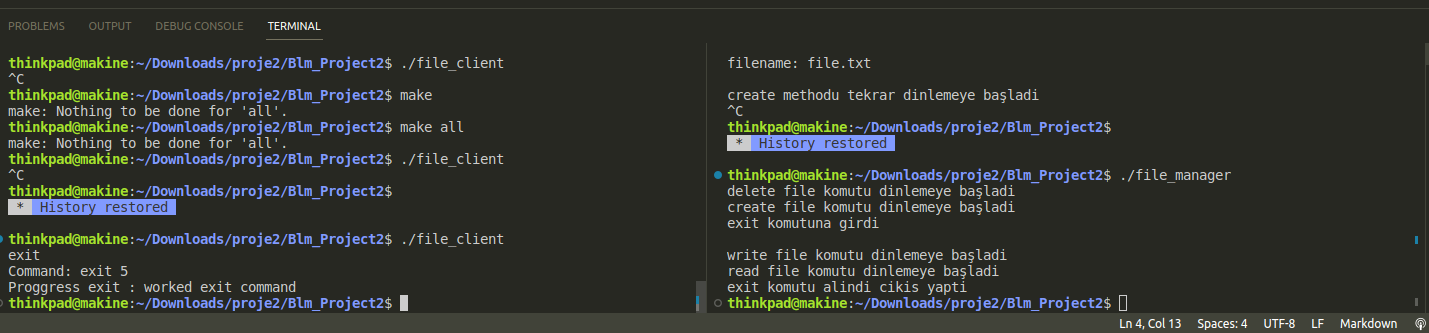 PROBLEMS OUTPUT DEBUG CONSOLE TERMINAL
thinkpad@makine:~/Downloads/proje2/Blm_Project2$ ./file_client
^C
thinkpad@makine:~/Downloads/proje2/Blm_Project2$ make
make: Nothing to be done for 'all'.
thinkpad@makine:~/Downloads/proje2/Blm_Project2$ make all
make: Nothing to be done for 'all'.
thinkpad@makine:~/Downloads/proje2/Blm_Project2$ ./file_client
^C
thinkpad@makine:~/Downloads/proje2/Blm_Project2$
* History restored
thinkpad@makine:~/Downloads/proje2/Blm_Project2$ ./file_client
exit
Command: exit 5
Proggress exit : worked exit command
thinkpad@makine:~/Downloads/proje2/Blm_Project2$
filename: file.txt
create methodu tekrar dinlemeye başladi
^C
thinkpad@makine:~/Downloads/proje2/Blm_Project2$
* History restored
thinkpad@makine:~/Downloads/proje2/Blm_Project2$ ./file_manager
delete file komutu dinlemeye başladi
create file komutu dinlemeye başladi
exit komutuna girdi
write file komutu dinlemeye başladi
read file komutu dinlemeye başladi
exit komutu alindi cikis yapti
thinkpad@makine:~/Downloads/proje2/Blm_Project2$
Ln 4, Col 13 Spaces: 4 UTF-8 LF Markdown